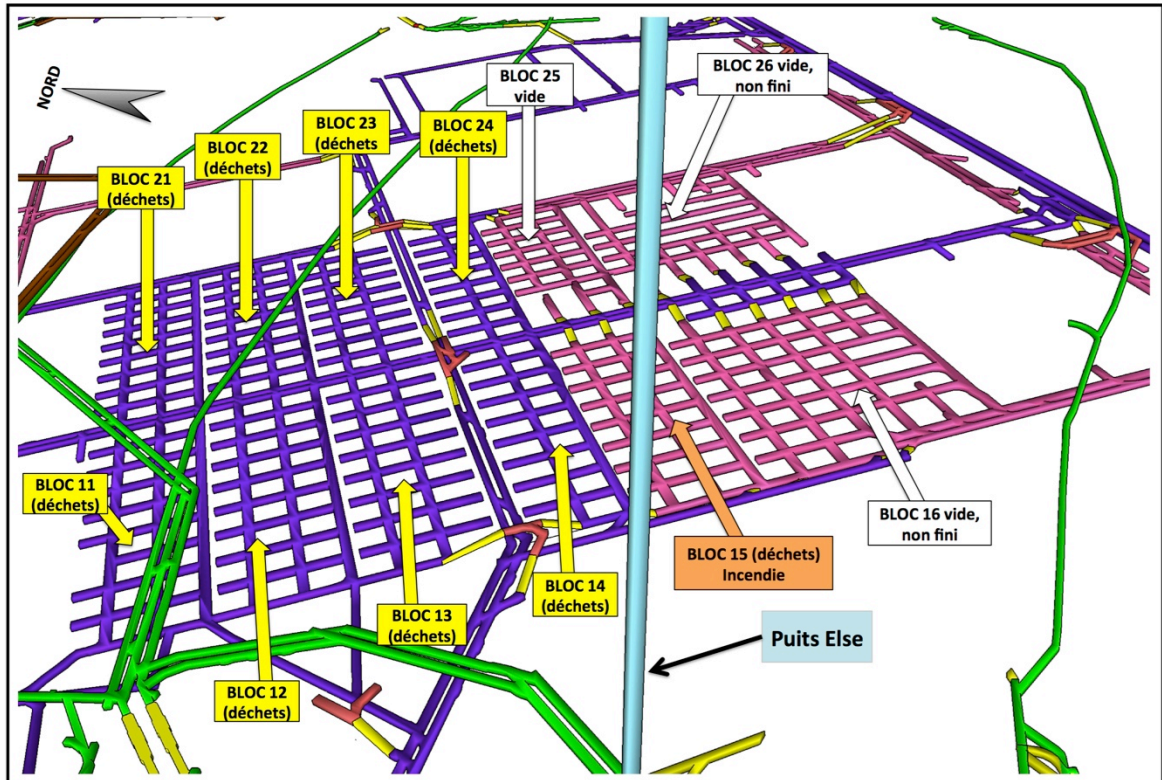 NORD
BLOC 25
vide
BLOC 26 vide,
non fini
BLOC 23
(déchets
BLOC 24
(déchets)
BLOC 22
(déchets)
BLOC 21
(déchets)
BLOC 11
(déchets)
BLOC 16 vide,
non fini
BLOC 15 (déchets)
Incendie
BLOC 14
(déchets)
BLOC 13
(déchets)
Puits Else
BLOC 12
(déchets)